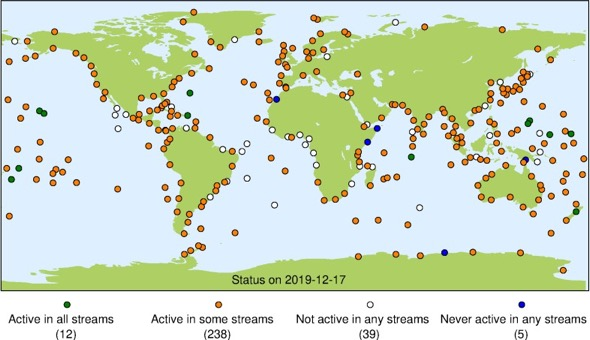 Status on 2019-12-17
Active in all streams
(12)
Active in some streams
(238)
Not active in any streams
(39)
Never active in any streams
(5)